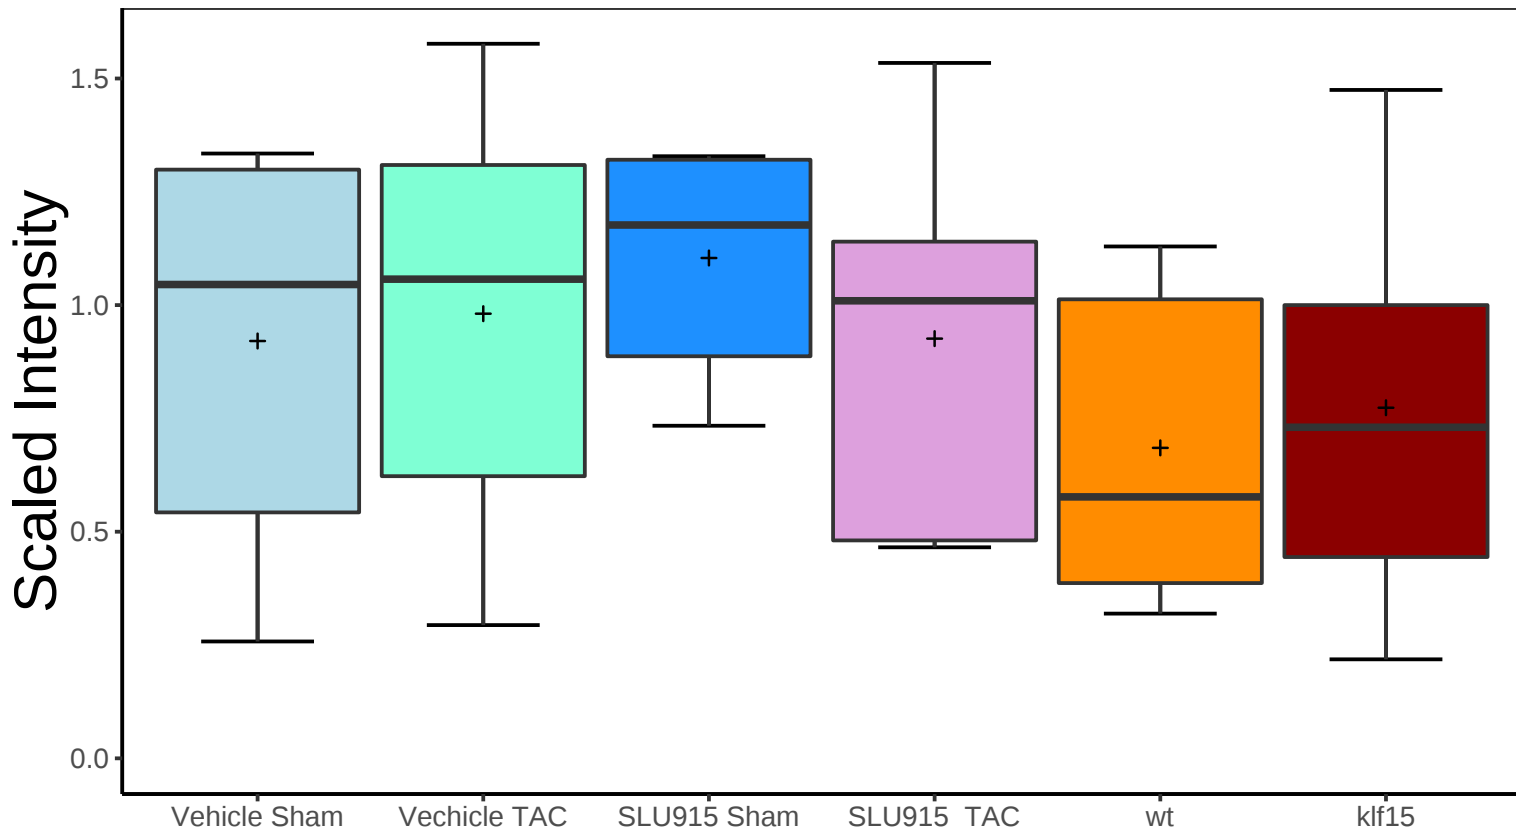 Scaled Intensity
1.5
1.0
0.5
0.0
Vehicle Sham
Vechicle TAC
SLU915 Sham
SLU915  TAC
wt
klf15